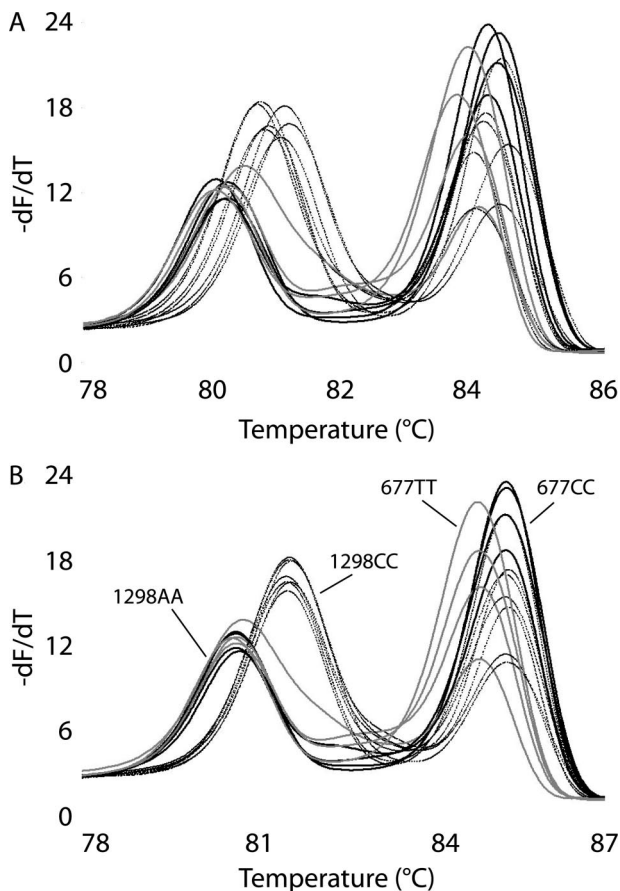 A
24
18
12
6
0
-dF/dT
78 80 82 84 86
Temperature (°C)
B
24
18
12
6
0
-dF/dT
677TT 677CC
1298CC
1298AA
78 81 84 87
Temperature (°C)